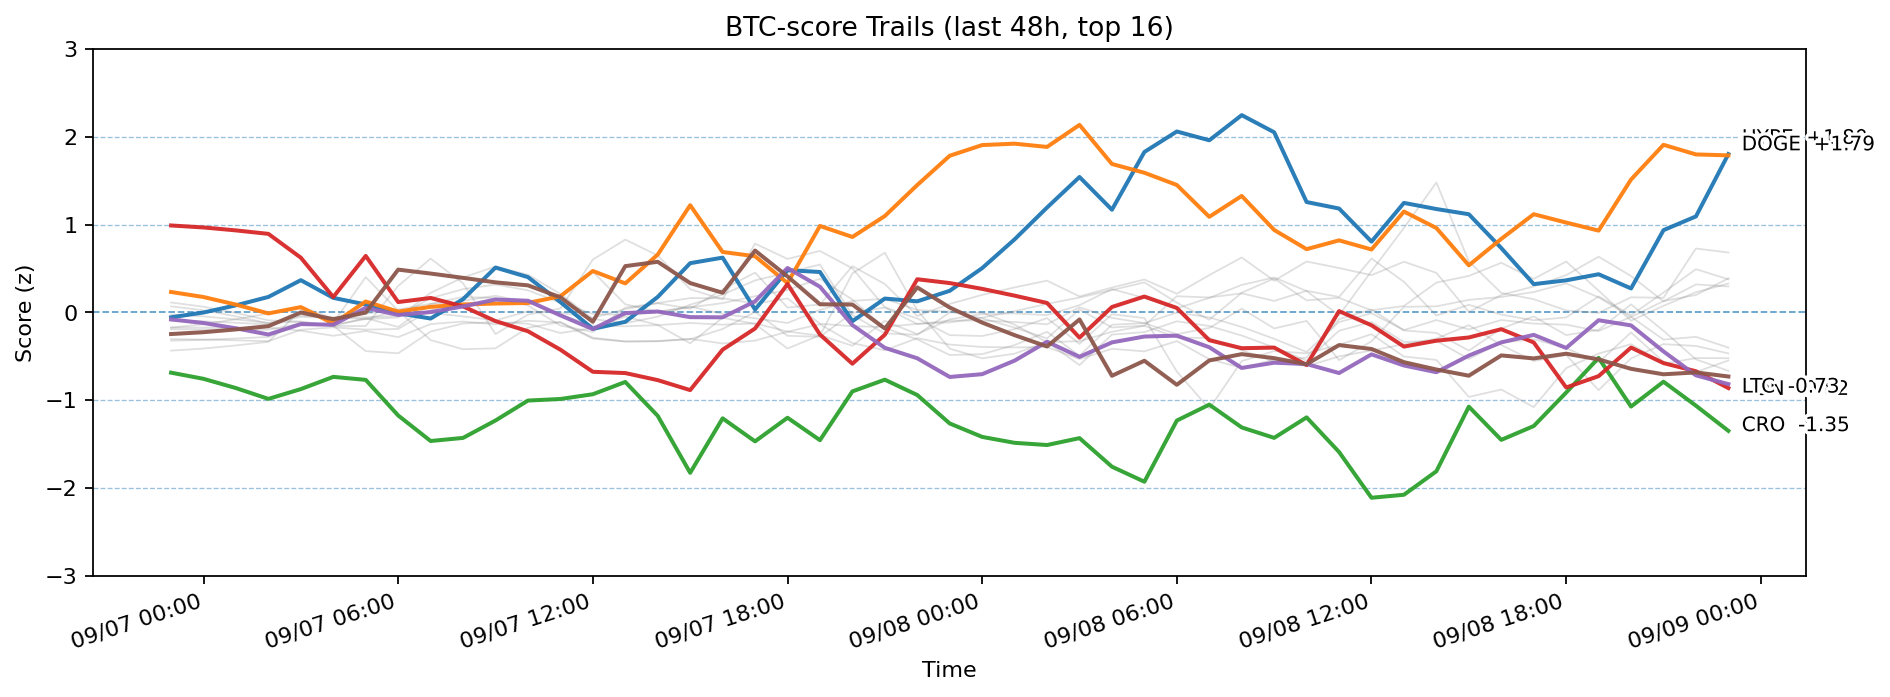 BTC-score Trails (last 48h, top 16)
Score (z)
3
2
1
0
−1
−2
−3
DOGE +1.79
LTC -0.73
CRO -1.35
09/07 00:00
09/07 06:00
09/07 12:00
09/07 18:00
09/08 00:00
09/08 06:00
09/08 12:00
09/08 18:00
09/09 00:00
Time